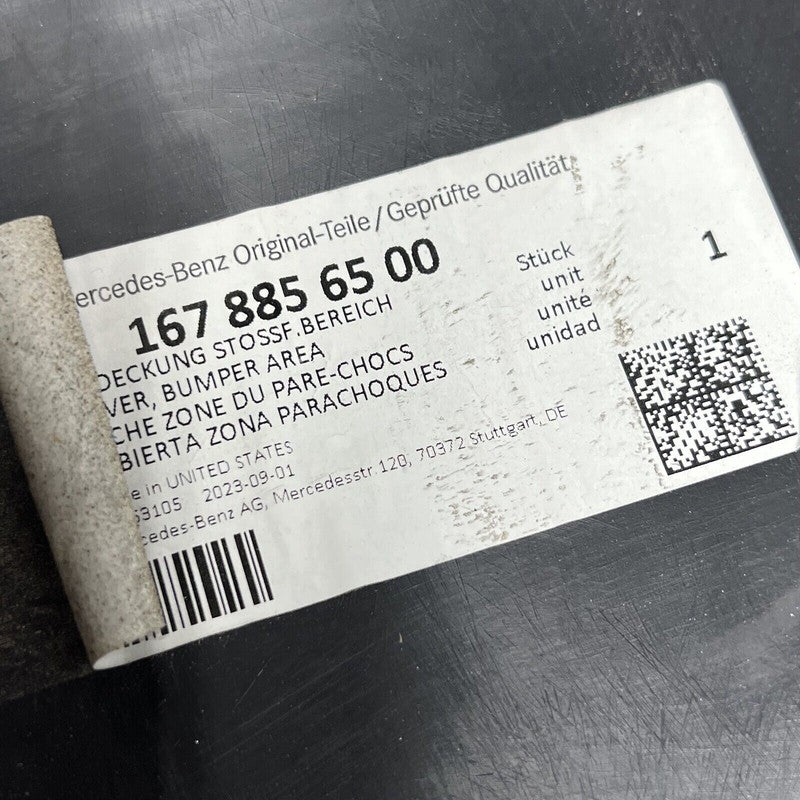 ercedes-Benz Original-Teile/Geprüfte Qualität
167 885 65 00
DECKUNG STOSSF.BEREICH
VER, BUMPER AREA
CHE ZONE DU PARE-CHOCS
BIERTA ZONA PARACHOQUES
Stück
unit
unité
unidad
1
e in UNITED STATES
53105 2023-09-01
cedes-Benz AG, Mercedesstr 120, 70372 Stuttgart, DE